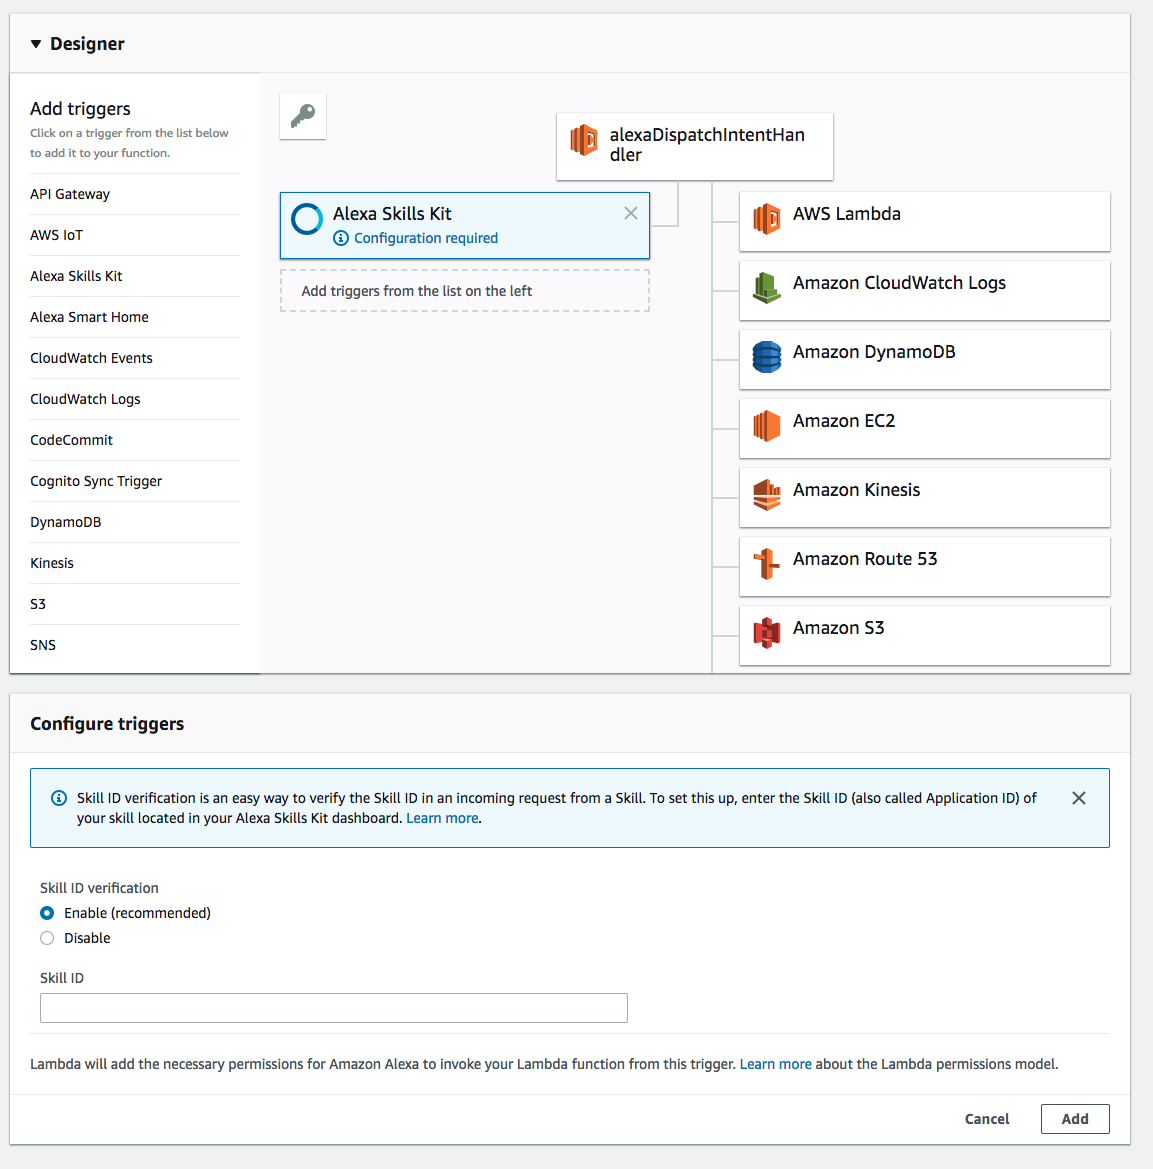 Designer
Add triggers
Click on a trigger from the list below
to add it to your function.
API Gateway
AWS IoT
Alexa Skills Kit
Alexa Smart Home
CloudWatch Events
CloudWatch Logs
CodeCommit
Cognito Sync Trigger
DynamoDB
Kinesis
S3
SNS
alexaDispatchIntentHan
dler
Alexa Skills Kit
Configuration required
Add triggers from the list on the left
AWS Lambda
Amazon CloudWatch Logs
Amazon DynamoDB
Amazon EC2
Amazon Kinesis
Amazon Route 53
Amazon S3
Configure triggers
Skill ID verification is an easy way to verify the Skill ID in an incoming request from a Skill. To set this up, enter the Skill ID (also called Application ID) of
your skill located in your Alexa Skills Kit dashboard. Learn more.
Skill ID verification
Enable (recommended)
Disable
Skill ID
Lambda will add the necessary permissions for Amazon Alexa to invoke your Lambda function from this trigger. Learn more about the Lambda permissions model.
Cancel
Add